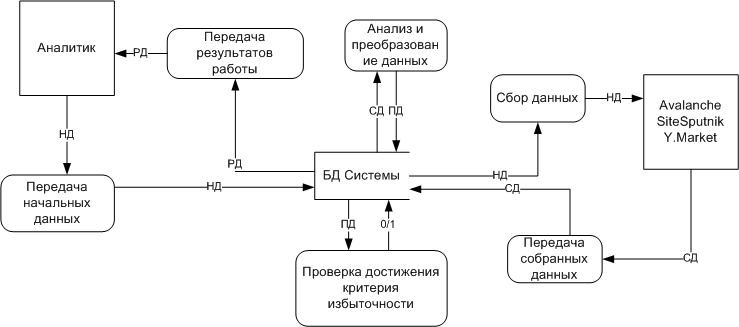 Аналитик
РД
Передача
результатов
работы
Анализ и
преобразован
ие данных
Сбор данных
НД
Avalanche
SiteSputnik
Y.Market
НД
СД
ПД
РД
Передача
начальных
данных
НД
БД Системы
НД
СД
ПД
0/1
Передача
собранных
данных
СД
Проверка достижения
критерия
избыточности